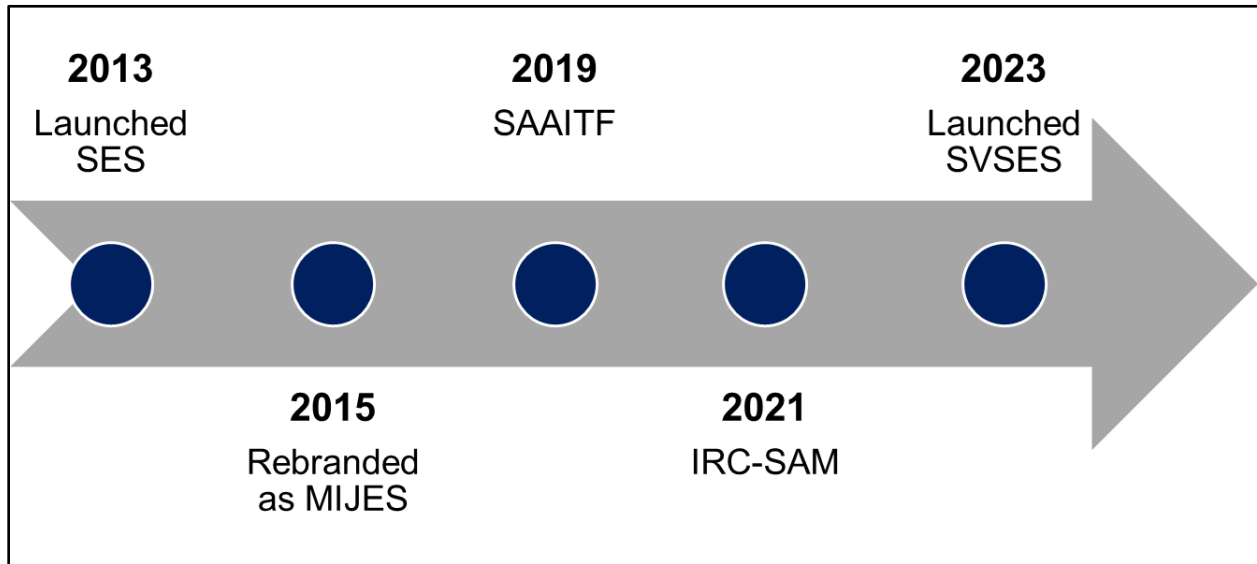 2013
Launched
SES
2019
SAAITF
2023
Launched
SVSES
2015
Rebranded
as MIJES
2021
IRC-SAM